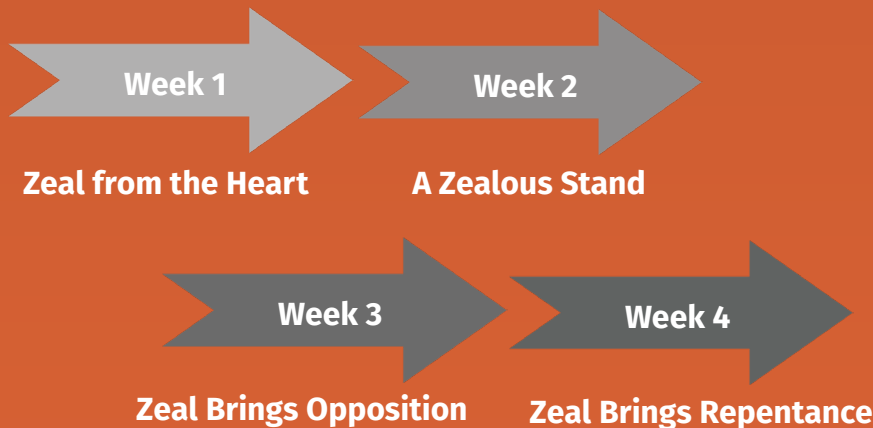 Week 1
Week 2
Zeal from the Heart
A Zealous Stand
Week 3
Week 4
Zeal Brings Opposition
Zeal Brings Repentance